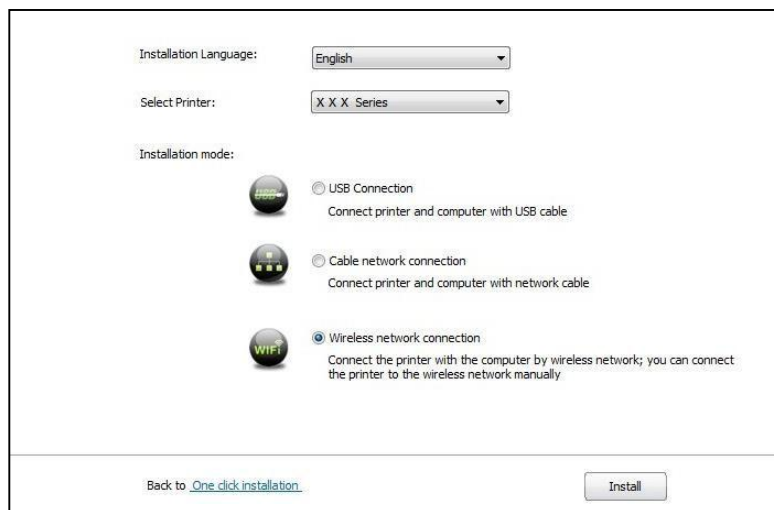 Installation Language: English
Select Printer: X X X Series
Installation mode:
USB
USB Connection
Connect printer and computer with USB cable
Cable network connection
Connect printer and computer with network cable
WiFi
Wireless network connection
Connect the printer with the computer by wireless network; you can connect
the printer to the wireless network manually
Back to One click installation
Install